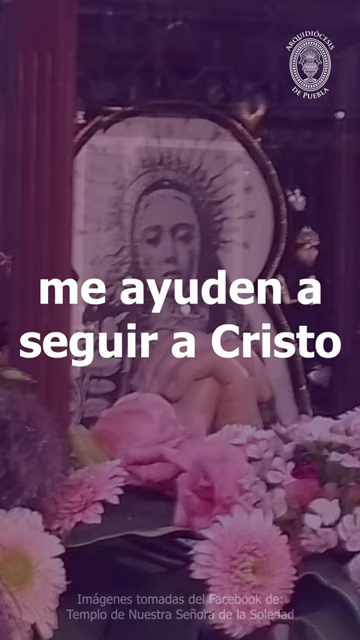 ARQUIDIÓCESIS
DE PUEBLA
me ayuden a
seguir a Cristo
Imágenes tomadas del Facebook de:
Templo de Nuestra Señora de la Soledad